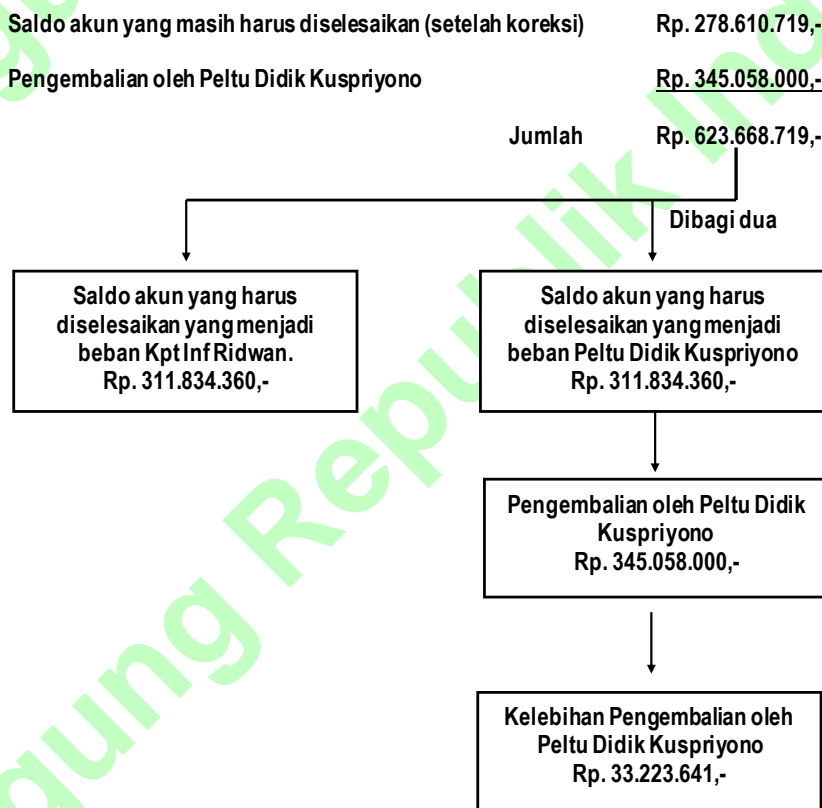 Saldo akun yang masih harus diselesaikan (setelah koreksi) Rp. 278.610.719,-
Pengembalian oleh Peltu Didik Kuspriyono Rp. 345.058.000,-
Jumlah Rp. 623.668.719,-
Dibagi dua
Saldo akun yang harus
diselesaikan yang menjadi
beban Kpt Inf Ridwan.
Rp. 311.834.360,-
Saldo akun yang harus
diselesaikan yang menjadi
beban Peltu Didik Kuspriyono
Rp. 311.834.360,-
Pengembalian oleh Peltu Didik
Kuspriyono
Rp. 345.058.000,-
Kelebihan Pengembalian oleh
Peltu Didik Kuspriyono
Rp. 33.223.641,-
gung Republik Ind